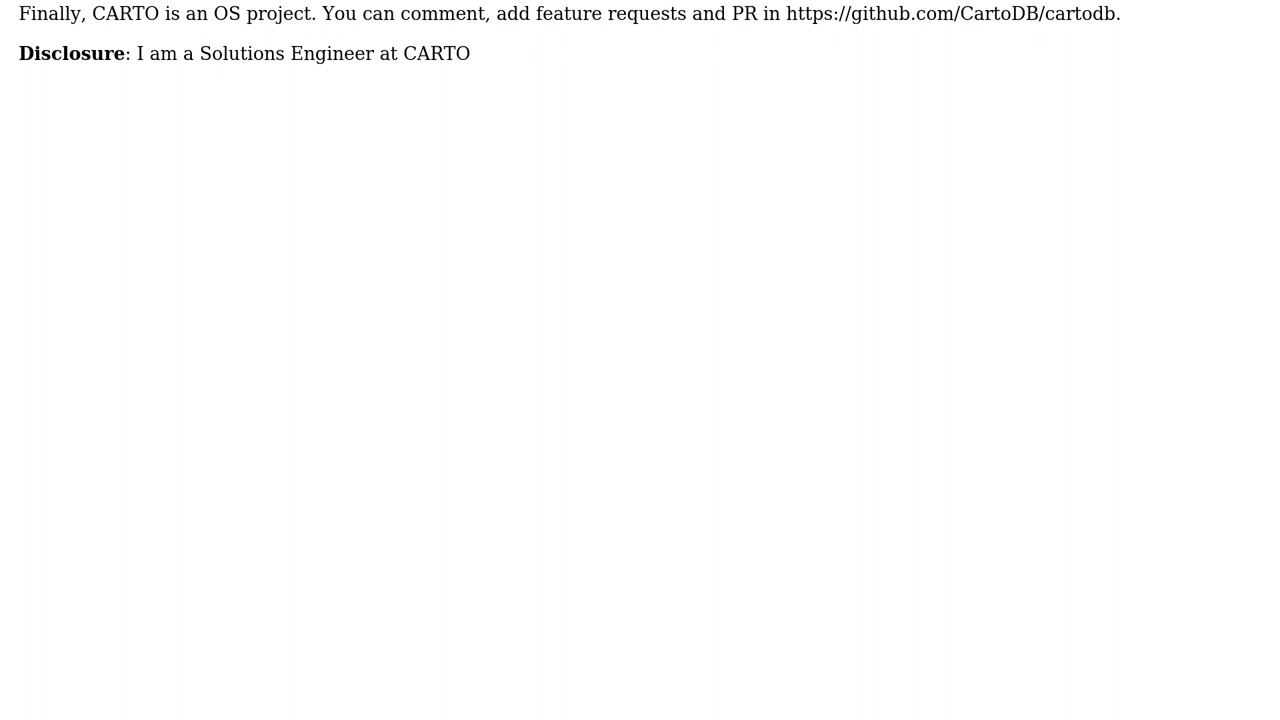 Finally, CARTO is an OS project. You can comment, add feature requests and PR in https://github.com/CartoDB/cartodb.
Disclosure: I am a Solutions Engineer at CARTO